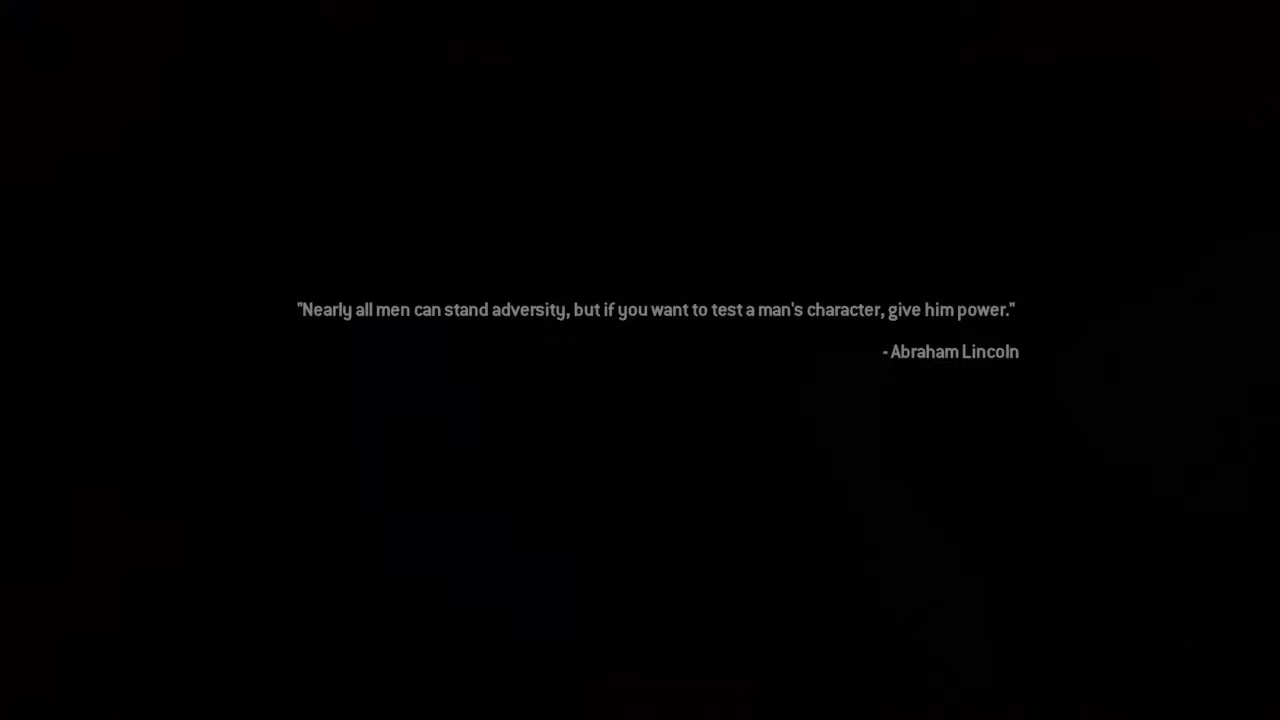 "Nearly all men can stand adversity, but if you want to test a man's character, give him power."
- Abraham Lincoln